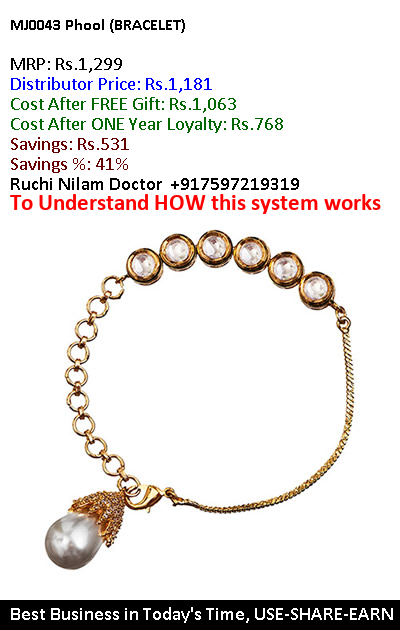 MJ0043 Phool (BRACELET)
MRP: Rs.1,299
Distributor Price: Rs.1,181
Cost After FREE Gift: Rs.1,063
Cost After ONE Year Loyalty: Rs.768
Savings: Rs.531
Savings %: 41%
Ruchi Nilam Doctor +917597219319
To Understand HOW this system works
Best Business in Today's Time, USE-SHARE-EARN